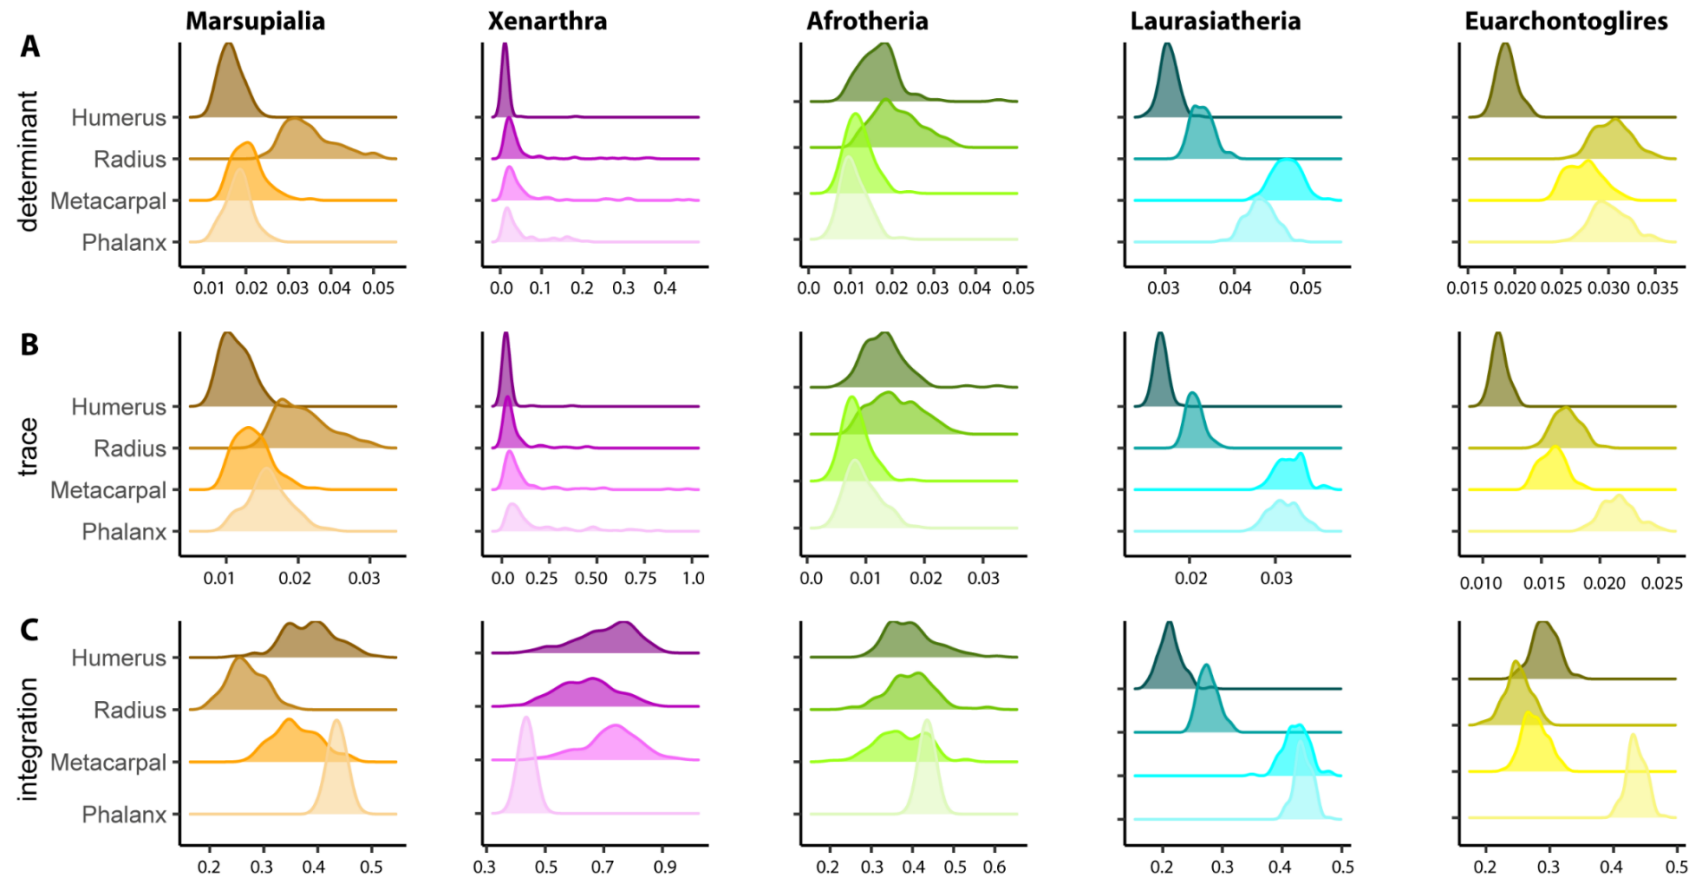 Marsupialia Xenarthra Afrotheria Laurasiatheria Euarchontoglires
A
determinant
Humerus
Radius
Metacarpal
Phalanx
0.01 0.02 0.03 0.04 0.05 0.0 0.1 0.2 0.3 0.4 0.00 0.01 0.02 0.03 0.04 0.05 0.03 0.04 0.05 0.015 0.020 0.025 0.030 0.035
B
trace
Humerus
Radius
Metacarpal
Phalanx
0.01 0.02 0.03 0.0 0.25 0.50 0.75 1.0 0.0 0.01 0.02 0.03 0.02 0.03 0.010 0.015 0.020 0.025
C
integration
Humerus
Radius
Metacarpal
Phalanx
0.2 0.3 0.4 0.5 0.3 0.5 0.7 0.9 0.2 0.3 0.4 0.5 0.6 0.2 0.3 0.4 0.5 0.2 0.3 0.4 0.5